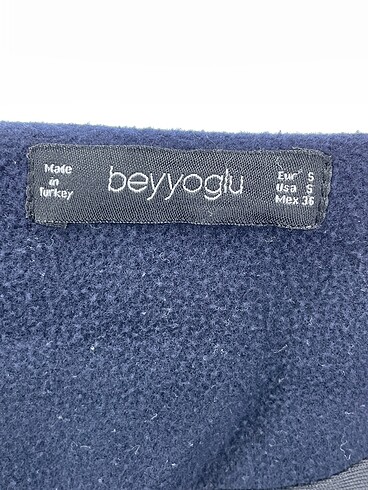 Made
in
Turkey
beyyoglu
Eur S
Usa S
Mex 36